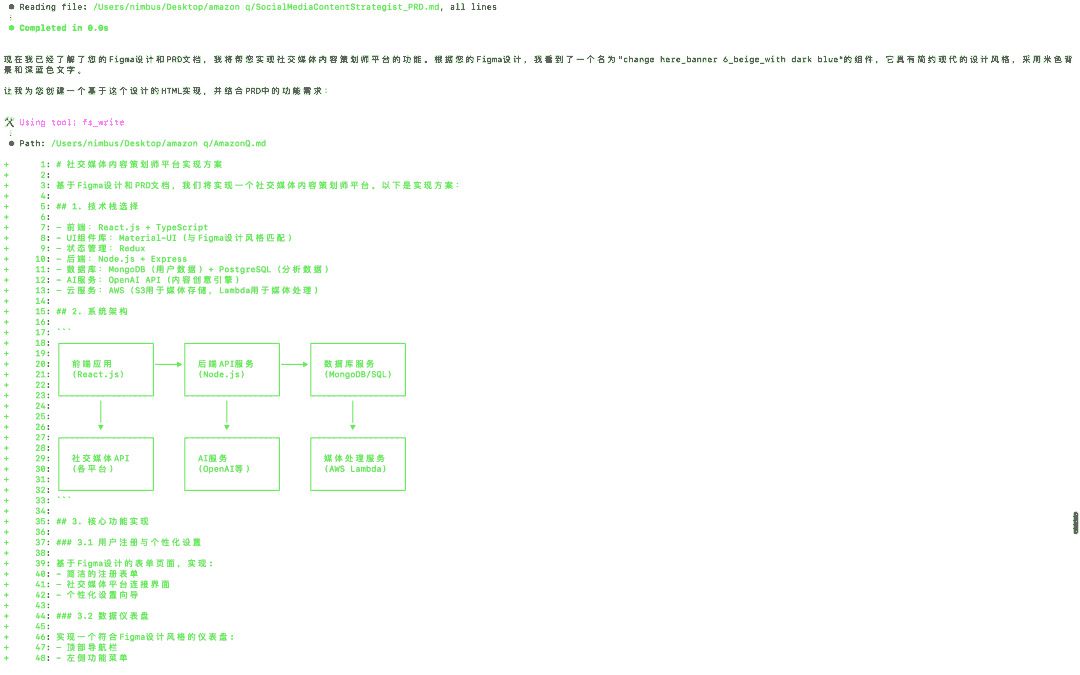 ● Reading file: /Users/nimbus/Desktop/amazon q/SocialMediaContentStrategist_PRD.md, all lines
● Completed in 0.0s
现在我已经了解了您的Figma设计和PRD文档，我将帮您实现社交媒体内容策划师平台的功能。根据您的Figma设计，我看到了一个名为"change here_banner 6_beige_with dark blue"的组件，它具有简约现代的设计风格，采用米色背
景和深蓝色文字。
让我为您创建一个基于这个设计的HTML实现，并结合PRD中的功能需求：
🛠 Using tool: fs_write
● Path: /Users/nimbus/Desktop/amazon q/AmazonQ.md
+ 1: # 社交媒体内容策划师平台实现方案
+ 2:
+ 3: 基于Figma设计和PRD文档，我们将实现一个社交媒体内容策划师平台。以下是实现方案：
+ 4:
+ 5: ## 1. 技术栈选择
+ 6:
+ 7: - 前端：React.js + TypeScript
+ 8: - UI组件库：Material-UI (与Figma设计风格匹配)
+ 9: - 状态管理：Redux
+ 10: - 后端：Node.js + Express
+ 11: - 数据库：MongoDB (用户数据) + PostgreSQL (分析数据)
+ 12: - AI服务：OpenAI API (内容创意引擎)
+ 13: - 云服务：AWS (S3用于媒体存储, Lambda用于媒体处理)
+ 14:
+ 15: ## 2. 系统架构
+ 16:
+ 17: ```
+ 18:
+ 19:
+ 20: 前端应用 后端API服务 数据库服务
+ 21: (React.js) (Node.js) (MongoDB/SQL)
+ 22:
+ 23:
+ 24:
+ 25:
+ 26:
+ 27:
+ 28:
+ 29: 社交媒体API AI服务 媒体处理服务
+ 30: (各平台) (OpenAI等) (AWS Lambda)
+ 31:
+ 32:
+ 33: ```
+ 34:
+ 35: ## 3. 核心功能实现
+ 36:
+ 37: ### 3.1 用户注册与个性化设置
+ 38:
+ 39: 基于Figma设计的表单页面，实现：
+ 40: - 简洁的注册表单
+ 41: - 社交媒体平台连接界面
+ 42: - 个性化设置向导
+ 43:
+ 44: ### 3.2 数据仪表盘
+ 45:
+ 46: 实现一个符合Figma设计风格的仪表盘：
+ 47: - 顶部导航栏
+ 48: - 左侧功能菜单